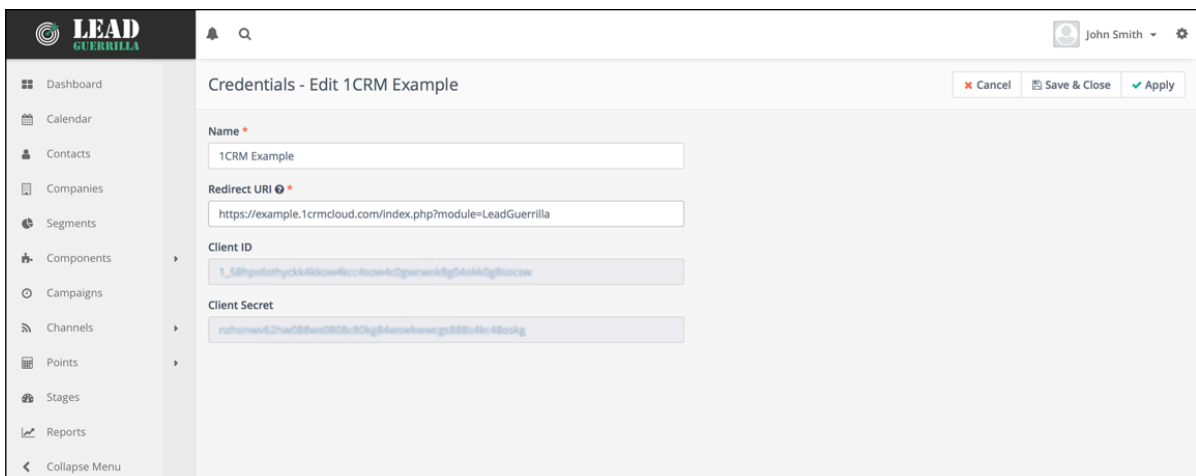 LEAD
GUERRILLA
John Smith
Dashboard
Calendar
Contacts
Companies
Segments
Components
Campaigns
Channels
Points
Stages
Reports
Collapse Menu
Credentials - Edit 1CRM Example
Cancel
Save & Close
Apply
Name *
1CRM Example
Redirect URI *
https://example.1crmcloud.com/index.php?module=LeadGuerrilla
Client ID
Client Secret